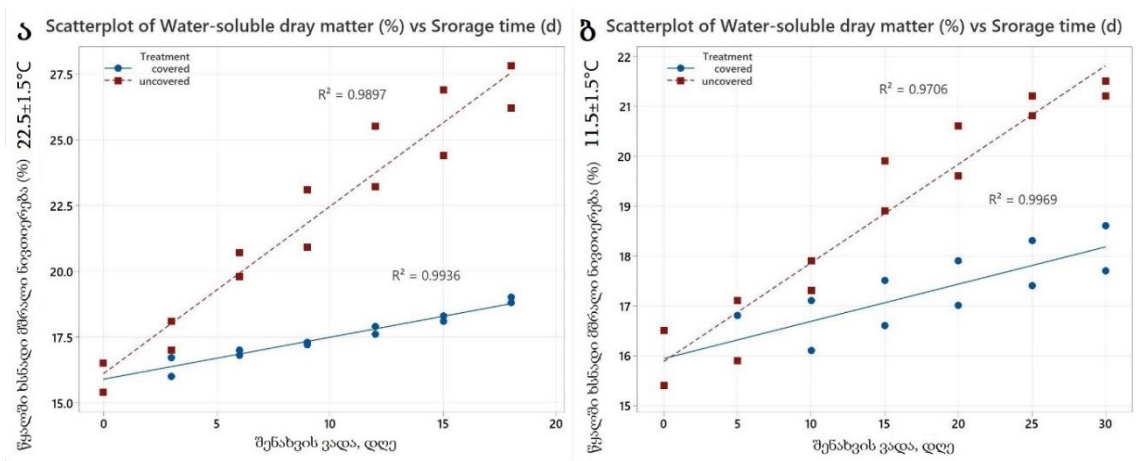 ა Scatterplot of Water-soluble dray matter (%) vs Srorage time (d)
წყალში ხსნადი მშრალი ნივთიერება (%) 22.5±1.5°C
Treatment
covered
uncovered
R² = 0.9897
R² = 0.9936
27.5
25.0
22.5
20.0
17.5
15.0
0 5 10 15 20
შენახვის ვადა, დღე
ბ Scatterplot of Water-soluble dray matter (%) vs Srorage time (d)
წყალში ხსნადი მშრალი ნივთიერება (%) 11.5±1.5°C
Treatment
covered
uncovered
R² = 0.9706
R² = 0.9969
22
21
20
19
18
17
16
15
0 5 10 15 20 25 30
შენახვის ვადა, დღე